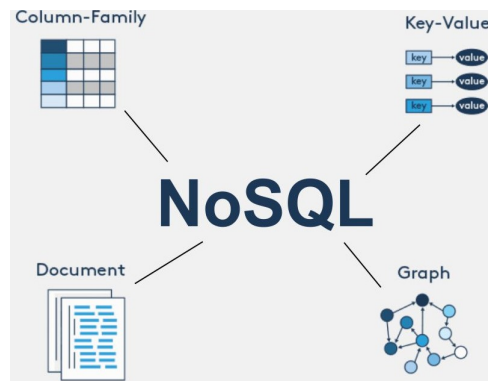 Column-Family
Key-Value
key value
key value
key value
NoSQL
Document
Graph